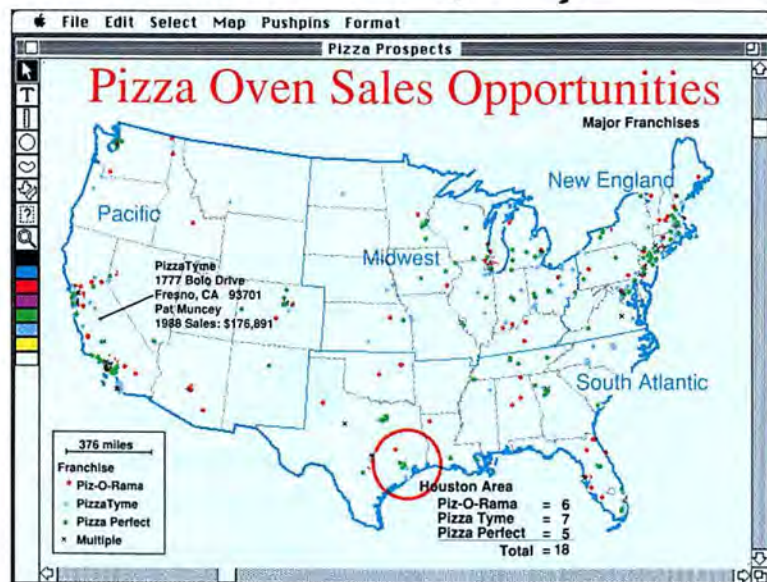 File Edit Select Map Pushpins Format
Pizza Prospects
T
Pizza Oven Sales Opportunities
Major Franchises
New England
Pacific
Midwest
PizzaTyme
1777 Bolo Drive
Fresno, CA 93701
Pat Muncey
1988 Sales: $176,891
South Atlantic
376 miles
Franchise
Piz-O-Rama
PizzaTyme
Pizza Perfect
Multiple
Houston Area
Piz-O-Rama = 6
Pizza Tyme = 7
Pizza Perfect = 5
Total = 18